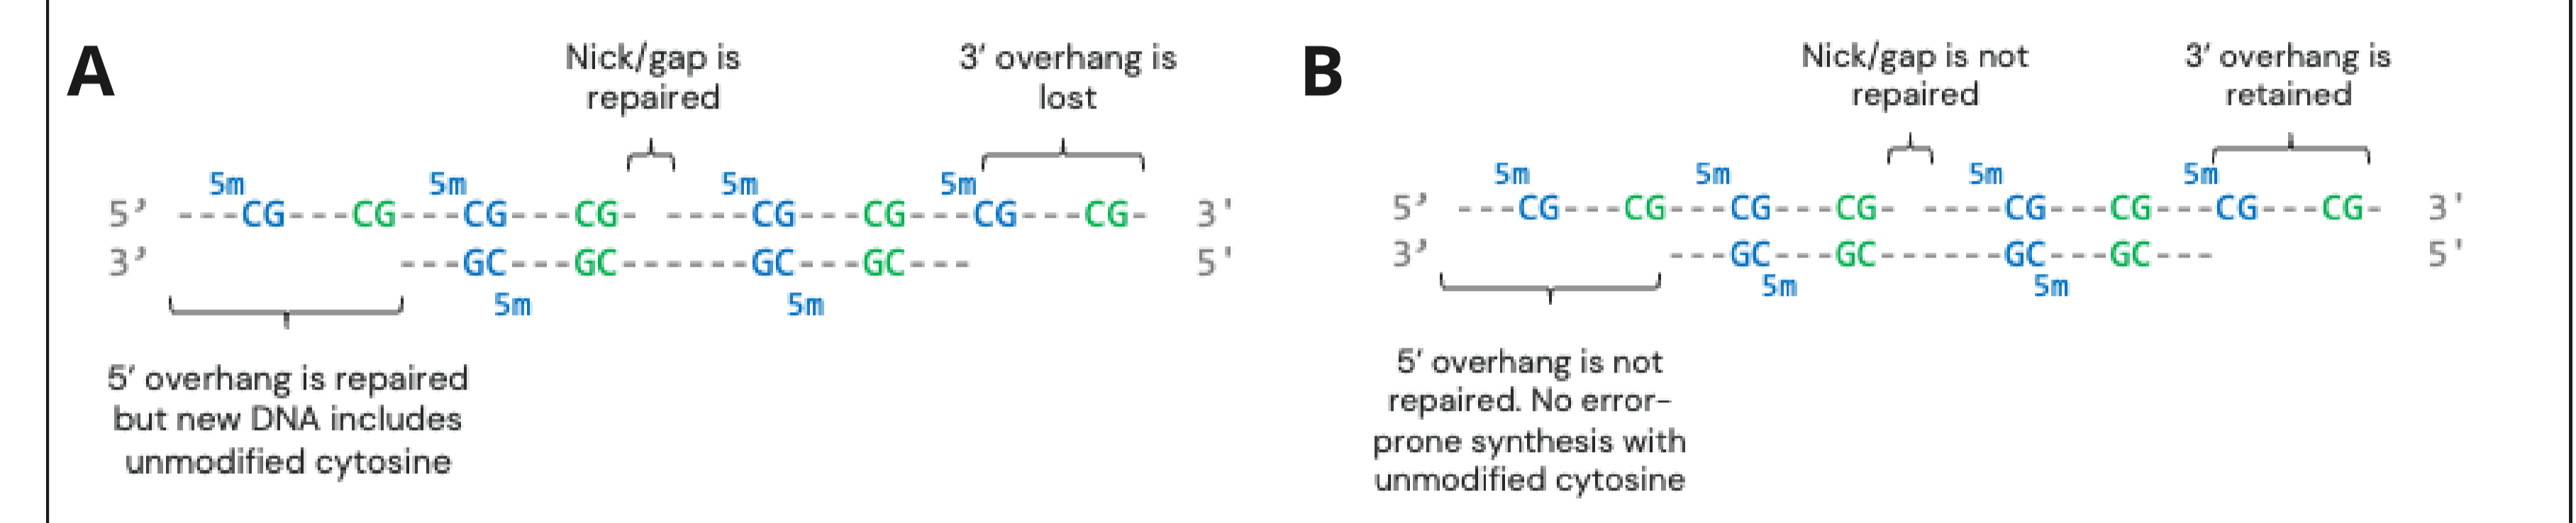 A
Nick/gap is
repaired
3′ overhang is
lost
5m 5m 5m 5m
5’ ---CG---CG---CG---CG- ----CG---CG---CG---CG- 3'
3’ ---GC---GC------GC---GC--- 5'
5m 5m
5′ overhang is repaired
but new DNA includes
unmodified cytosine
B
Nick/gap is not
repaired
3′ overhang is
retained
5m 5m 5m 5m
5’ ---CG---CG---CG---CG- ----CG---CG---CG---CG- 3'
3’ ---GC---GC------GC---GC--- 5'
5m 5m
5′ overhang is not
repaired. No error-
prone synthesis with
unmodified cytosine